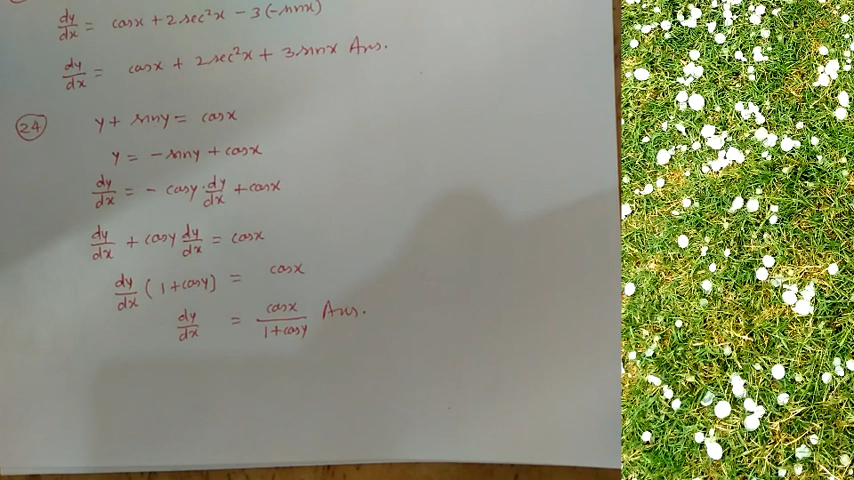 dy/dx = cosx + 2sec²x - 3(-sinx)
dy/dx = cosx + 2sec²x + 3sinx Ans.
24 y + siny = cosx
y = -siny + cosx
dy/dx = - cosy · dy/dx + cosx
dy/dx + cosy dy/dx = cosx
dy/dx (1+cosy) = cosx
dy/dx = cosx/1+cosy Ans.